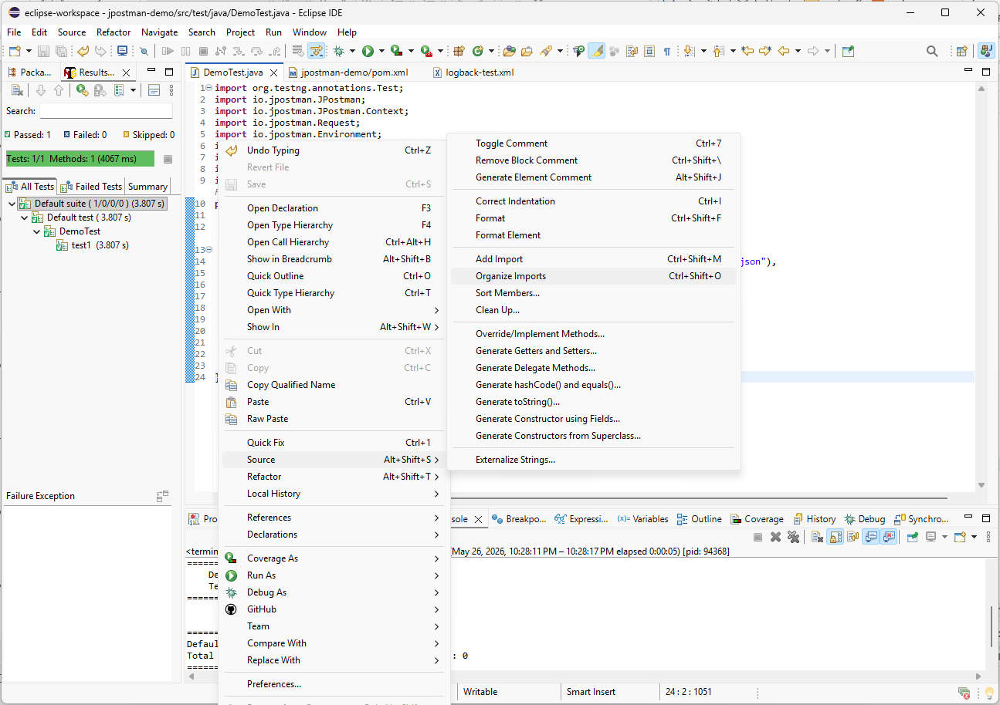 eclipse-workspace - jpostman-demo/src/test/java/DemoTest.java - Eclipse IDE
File Edit Source Refactor Navigate Search Project Run Window Help
Packa...
Results...
Search:
Passed: 1 Failed: 0 Skipped: 0
Tests: 1/1 Methods: 1 (4067 ms)
All Tests Failed Tests Summary
Default suite ( 1/0/0/0 ) (3.807 s)
Default test ( 3.807 s)
DemoTest
test1 (3.807 s)
Failure Exception
DemoTest.java jpostman-demo/pom.xml logback-test.xml
1 import org.testng.annotations.Test;
2 import io.jpostman.JPostman;
3 import io.jpostman.JPostman.Context;
4 import io.jpostman.Request;
5 import io.jpostman.Environment;
6 i
7 i
8 i
9 i
10 p
11
12
13
14 json"),
15
16
17
18
19
20
21
22
23
24 }
Undo Typing Ctrl+Z
Revert File
Save Ctrl+S
Open Declaration F3
Open Type Hierarchy F4
Open Call Hierarchy Ctrl+Alt+H
Show in Breadcrumb Alt+Shift+B
Quick Outline Ctrl+O
Quick Type Hierarchy Ctrl+T
Open With
Show In Alt+Shift+W
Cut Ctrl+X
Copy Ctrl+C
Copy Qualified Name
Paste Ctrl+V
Raw Paste
Quick Fix Ctrl+1
Source Alt+Shift+S
Refactor Alt+Shift+T
Local History
References
Declarations
Coverage As
Run As
Debug As
GitHub
Team
Compare With
Replace With
Preferences...
Toggle Comment Ctrl+7
Remove Block Comment Ctrl+Shift+\
Generate Element Comment Alt+Shift+J
Correct Indentation Ctrl+I
Format Ctrl+Shift+F
Format Element
Add Import Ctrl+Shift+M
Organize Imports Ctrl+Shift+O
Sort Members...
Clean Up...
Override/Implement Methods...
Generate Getters and Setters...
Generate Delegate Methods...
Generate hashCode() and equals()...
Generate toString()...
Generate Constructor using Fields...
Generate Constructors from Superclass...
Externalize Strings...
Pro sole Breakpo... Expressi... (x)= Variables Outline Coverage History Debug Synchro...
<termin (May 26, 2026, 10:28:11 PM – 10:28:17 PM elapsed 0:00:05) [pid: 94368]
======
De
Te
======
======
Defaul
Total : 0
======
Writable Smart Insert 24 : 2 : 1051